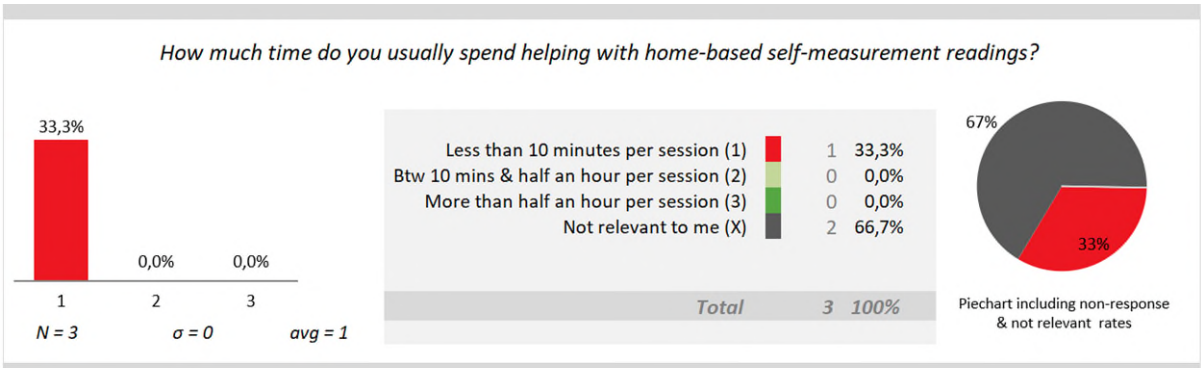 How much time do you usually spend helping with home-based self-measurement readings?
33,3%
0,0%
0,0%
1
2
3
N = 3
σ = 0
avg = 1
Less than 10 minutes per session (1) 1 33,3%
Btw 10 mins & half an hour per session (2) 0 0,0%
More than half an hour per session (3) 0 0,0%
Not relevant to me (X) 2 66,7%
Total 3 100%
67%
33%
Piechart including non-response
& not relevant rates